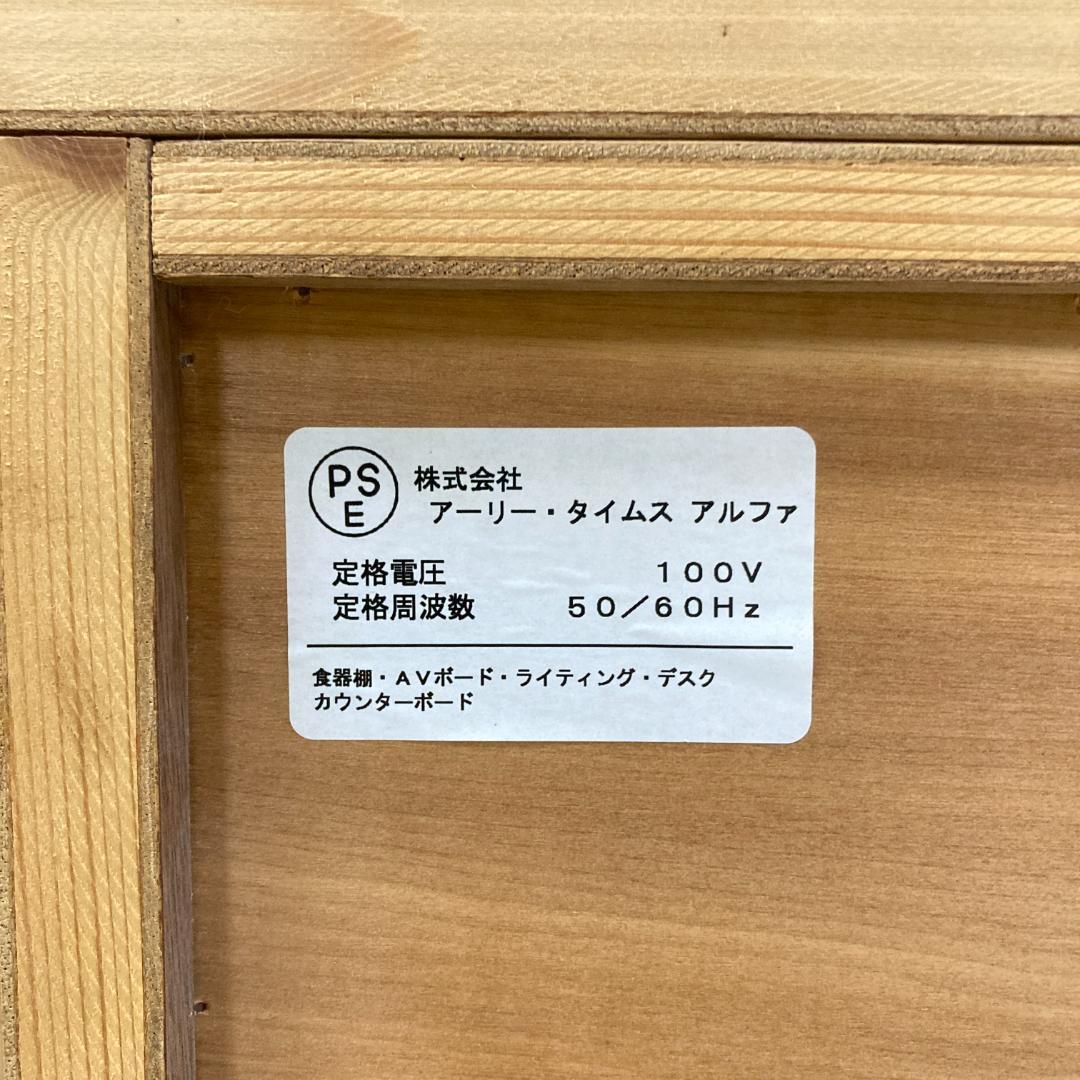 PSE
株式会社
アーリー・タイムス アルファ
定格電圧 100V
定格周波数 50/60Hz
食器棚・AVボード・ライティング・デスク
カウンターボード